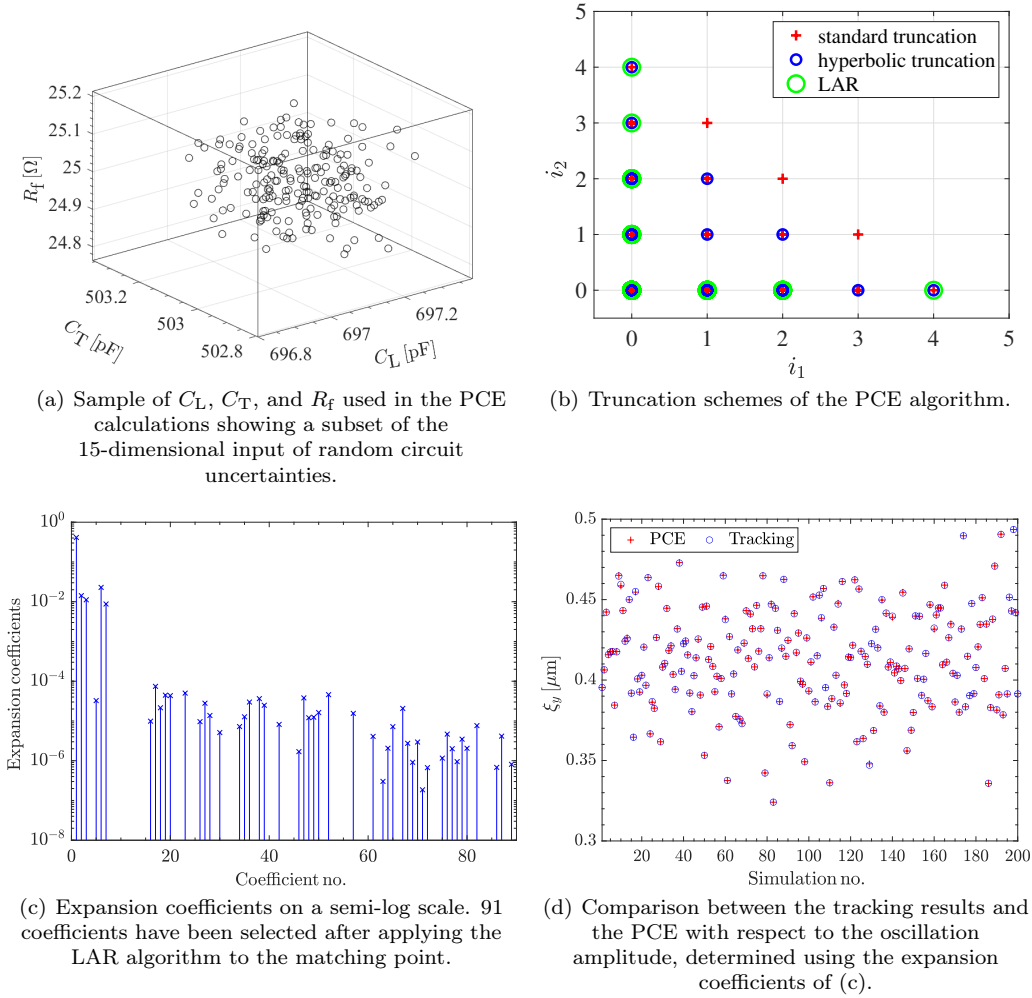 25.2
25.1
25
24.9
24.8
R_f [Ω]
503.2
503
502.8
C_T [pF]
696.8
697
697.2
C_L [pF]
(a) Sample of C_L, C_T, and R_f used in the PCE
calculations showing a subset of the
15-dimensional input of random circuit
uncertainties.
5
4
3
2
1
0
i_2
0 1 2 3 4 5
i_1
standard truncation
hyperbolic truncation
LAR
(b) Truncation schemes of the PCE algorithm.
10^0
10^-2
10^-4
10^-6
10^-8
Expansion coefficients
0 20 40 60 80
Coefficient no.
(c) Expansion coefficients on a semi-log scale. 91
coefficients have been selected after applying the
LAR algorithm to the matching point.
0.5
0.45
0.4
0.35
0.3
ξ_y [μm]
PCE Tracking
20 40 60 80 100 120 140 160 180 200
Simulation no.
(d) Comparison between the tracking results and
the PCE with respect to the oscillation
amplitude, determined using the expansion
coefficients of (c).